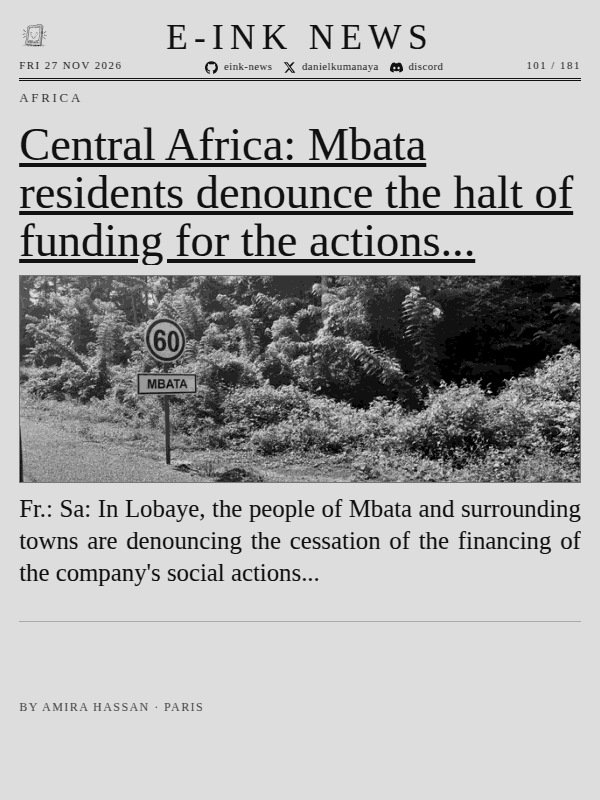 E-INK NEWS
FRI 27 NOV 2026
eink-news danielkumanaya discord
101 / 181
AFRICA
Central Africa: Mbata
residents denounce the halt of
funding for the actions...
60
MBATA
Fr.: Sa: In Lobaye, the people of Mbata and surrounding
towns are denouncing the cessation of the financing of
the company's social actions...
BY AMIRA HASSAN · PARIS